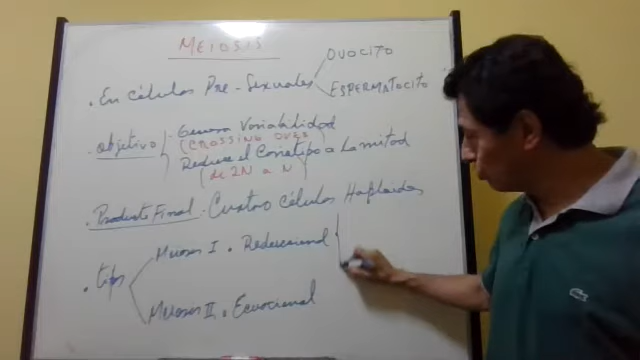 MEIOSIS
. En Células Pre-Sexuales OVOCITO
ESPERMATOCITO
. Objetivo . Genera Variabilidad
(CROSSING OVER)
Reduce el Cariotipo a La mitad
(de 2N a N)
. Producto Final . Cuatro Células Haploides
. tipos Meiosis I . Reduccional
Meiosis II . Ecuacional